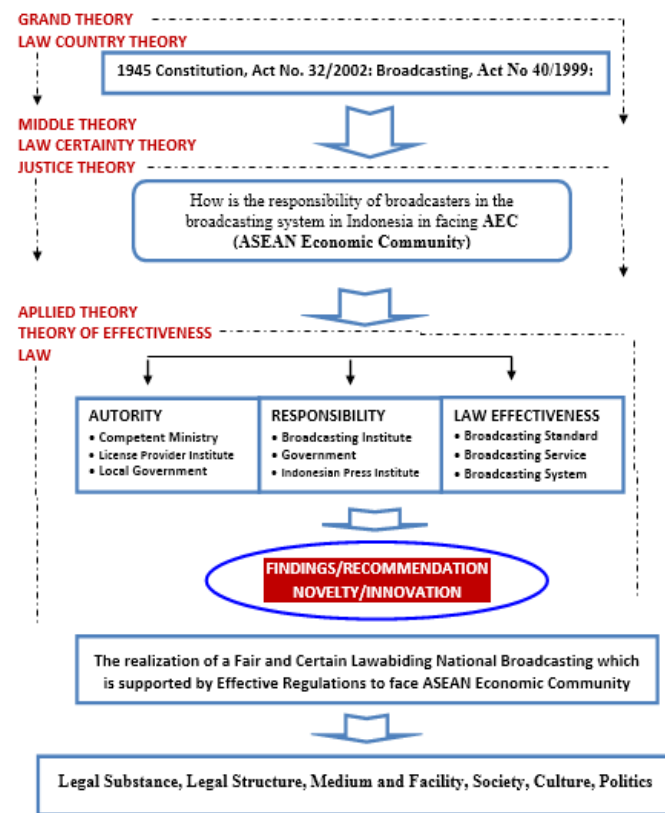 GRAND THEORY
LAW COUNTRY THEORY
1945 Constitution, Act No. 32/2002: Broadcasting, Act No 40/1999:
MIDDLE THEORY
LAW CERTAINTY THEORY
JUSTICE THEORY
How is the responsibility of broadcasters in the
broadcasting system in Indonesia in facing AEC
(ASEAN Economic Community)
APLLIED THEORY
THEORY OF EFFECTIVENESS
LAW
AUTORITY
• Competent Ministry
• License Provider Institute
• Local Government
RESPONSIBILITY
• Broadcasting Institute
• Government
• Indonesian Press Institute
LAW EFFECTIVENESS
• Broadcasting Standard
• Broadcasting Service
• Broadcasting System
FINDINGS/RECOMMENDATION
NOVELTY/INNOVATION
The realization of a Fair and Certain Lawabiding National Broadcasting which
is supported by Effective Regulations to face ASEAN Economic Community
Legal Substance, Legal Structure, Medium and Facility, Society, Culture, Politics